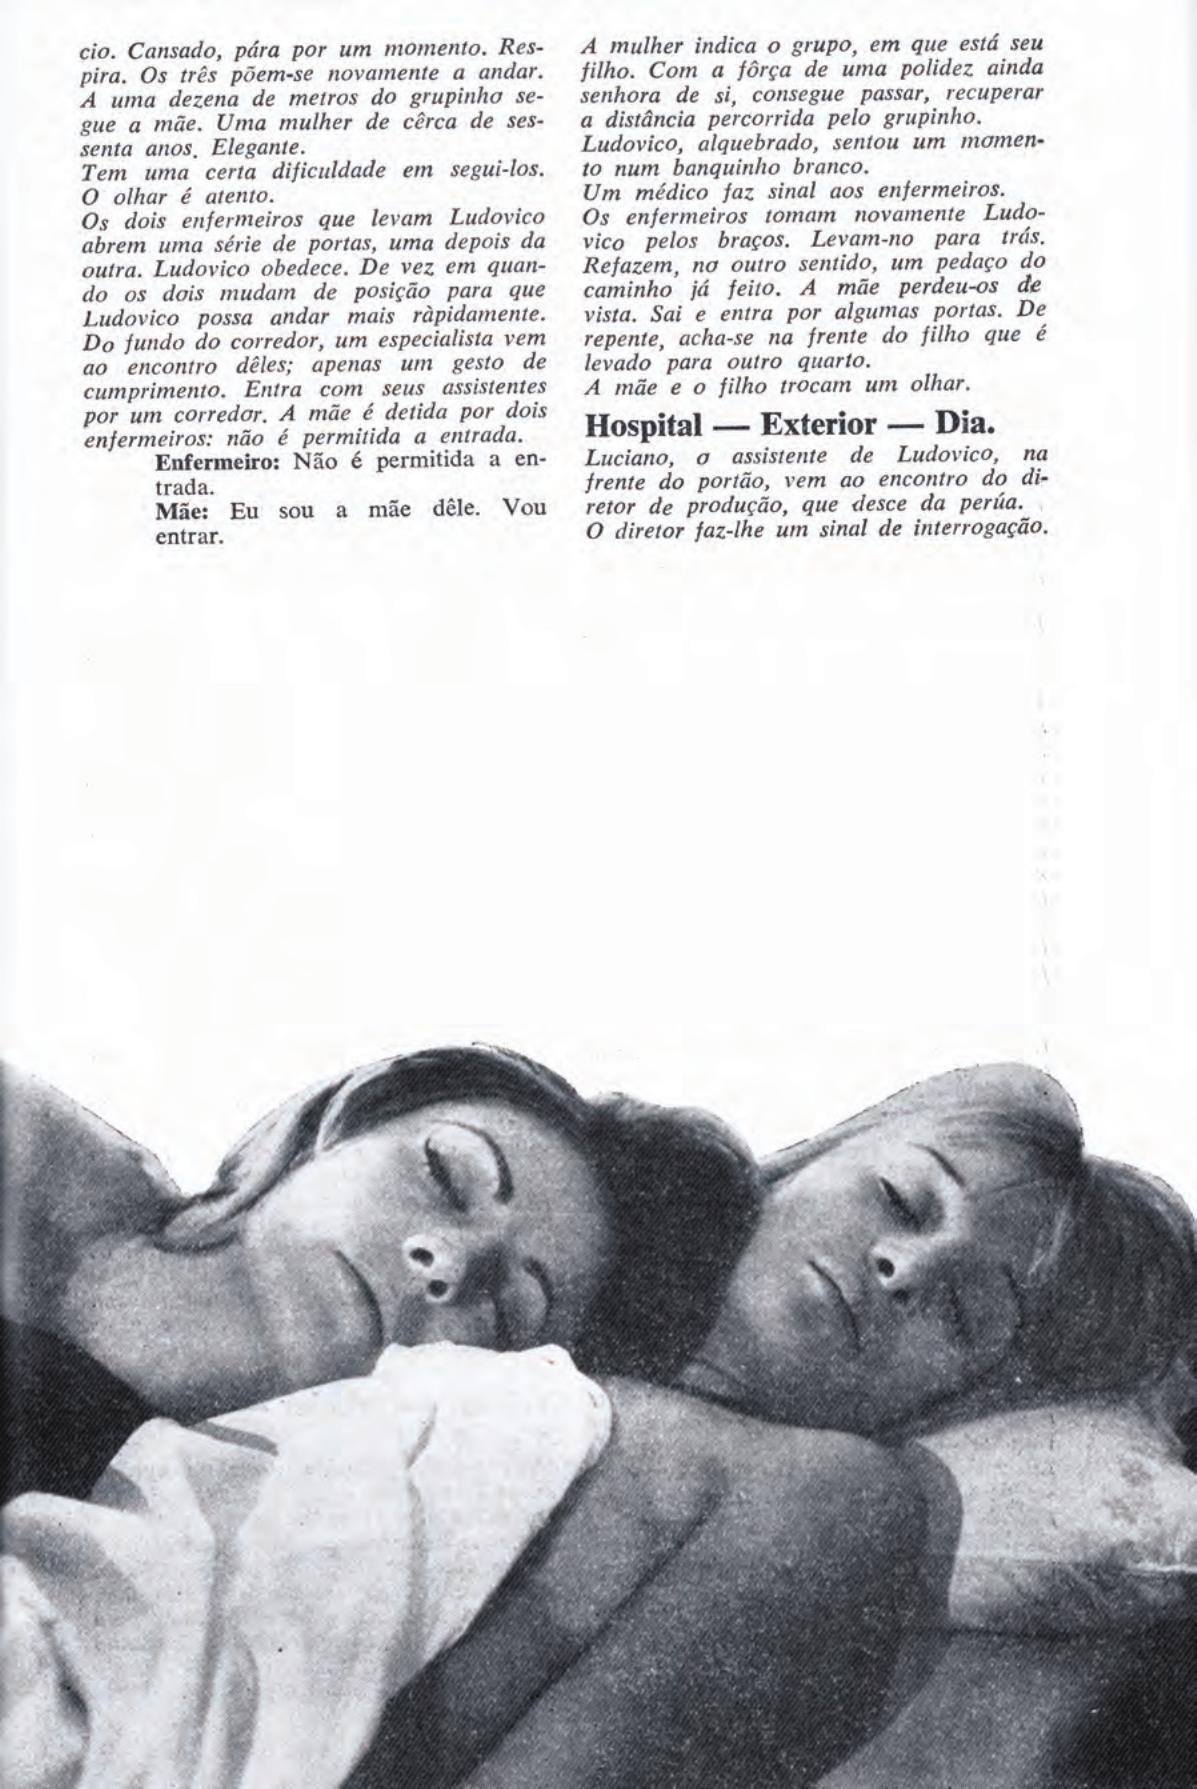 cio. Cansado, pára por um momento. Res-
pira. Os três põem-se novamente a andar.
A uma dezena de metros do grupinho se-
gue a mãe. Uma mulher de cêrca de ses-
senta anos. Elegante.
Tem uma certa dificuldade em segui-los.
O olhar é atento.
Os dois enfermeiros que levam Ludovico
abrem uma série de portas, uma depois da
outra. Ludovico obedece. De vez em quan-
do os dois mudam de posição para que
Ludovico possa andar mais ràpidamente.
Do fundo do corredor, um especialista vem
ao encontro dêles; apenas um gesto de
cumprimento. Entra com seus assistentes
por um corredor. A mãe é detida por dois
enfermeiros: não é permitida a entrada.
Enfermeiro: Não é permitida a en-
trada.
Mãe: Eu sou a mãe dêle. Vou
entrar.
A mulher indica o grupo, em que está seu
filho. Com a fôrça de uma polidez ainda
senhora de si, consegue passar, recuperar
a distância percorrida pelo grupinho.
Ludovico, alquebrado, sentou um momen-
to num banquinho branco.
Um médico faz sinal aos enfermeiros.
Os enfermeiros tomam novamente Ludo-
vico pelos braços. Levam-no para trás.
Refazem, no outro sentido, um pedaço do
caminho já feito. A mãe perdeu-os de
vista. Sai e entra por algumas portas. De
repente, acha-se na frente do filho que é
levado para outro quarto.
A mãe e o filho trocam um olhar.
Hospital — Exterior — Dia.
Luciano, o assistente de Ludovico, na
frente do portão, vem ao encontro do di-
retor de produção, que desce da perúa.
O diretor faz-lhe um sinal de interrogação.